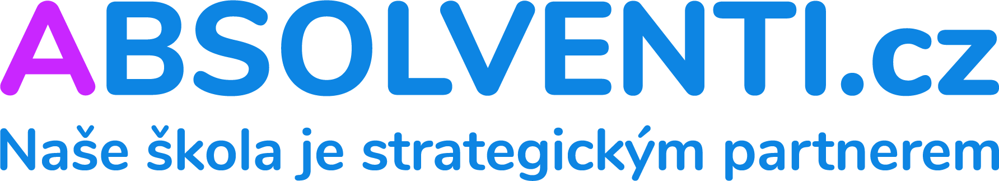 ABSOLVENTI.cz
Naše škola je strategickým partnerem